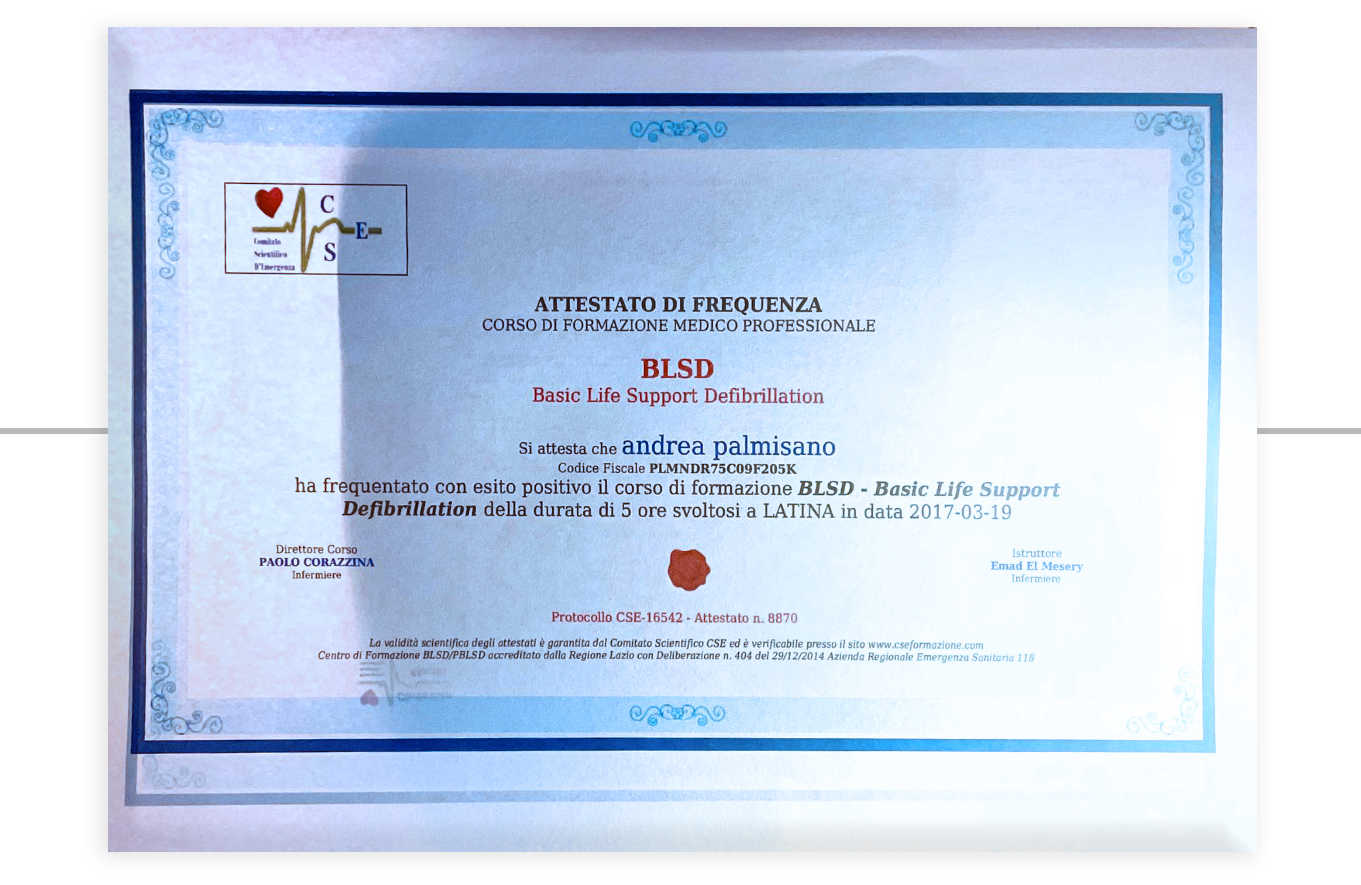 C
E
S
Comitato
Scientifico
D'Emergenza
ATTESTATO DI FREQUENZA
CORSO DI FORMAZIONE MEDICO PROFESSIONALE
BLSD
Basic Life Support Defibrillation
Si attesta che andrea palmisano
Codice Fiscale PLMNDR75C09F205K
ha frequentato con esito positivo il corso di formazione BLSD - Basic Life Support
Defibrillation della durata di 5 ore svoltosi a LATINA in data 2017-03-19
Direttore Corso
PAOLO CORAZZINA
Infermiere
Istruttore
Emad El Mesery
Infermiere
Protocollo CSE-16542 - Attestato n. 8870
La validità scientifica degli attestati è garantita dal Comitato Scientifico CSE ed è verificabile presso il sito www.cseformazione.com
Centro di Formazione BLSD/PBLSD accreditato dalla Regione Lazio con Deliberazione n. 404 del 29/12/2014 Azienda Regionale Emergenza Sanitaria 118